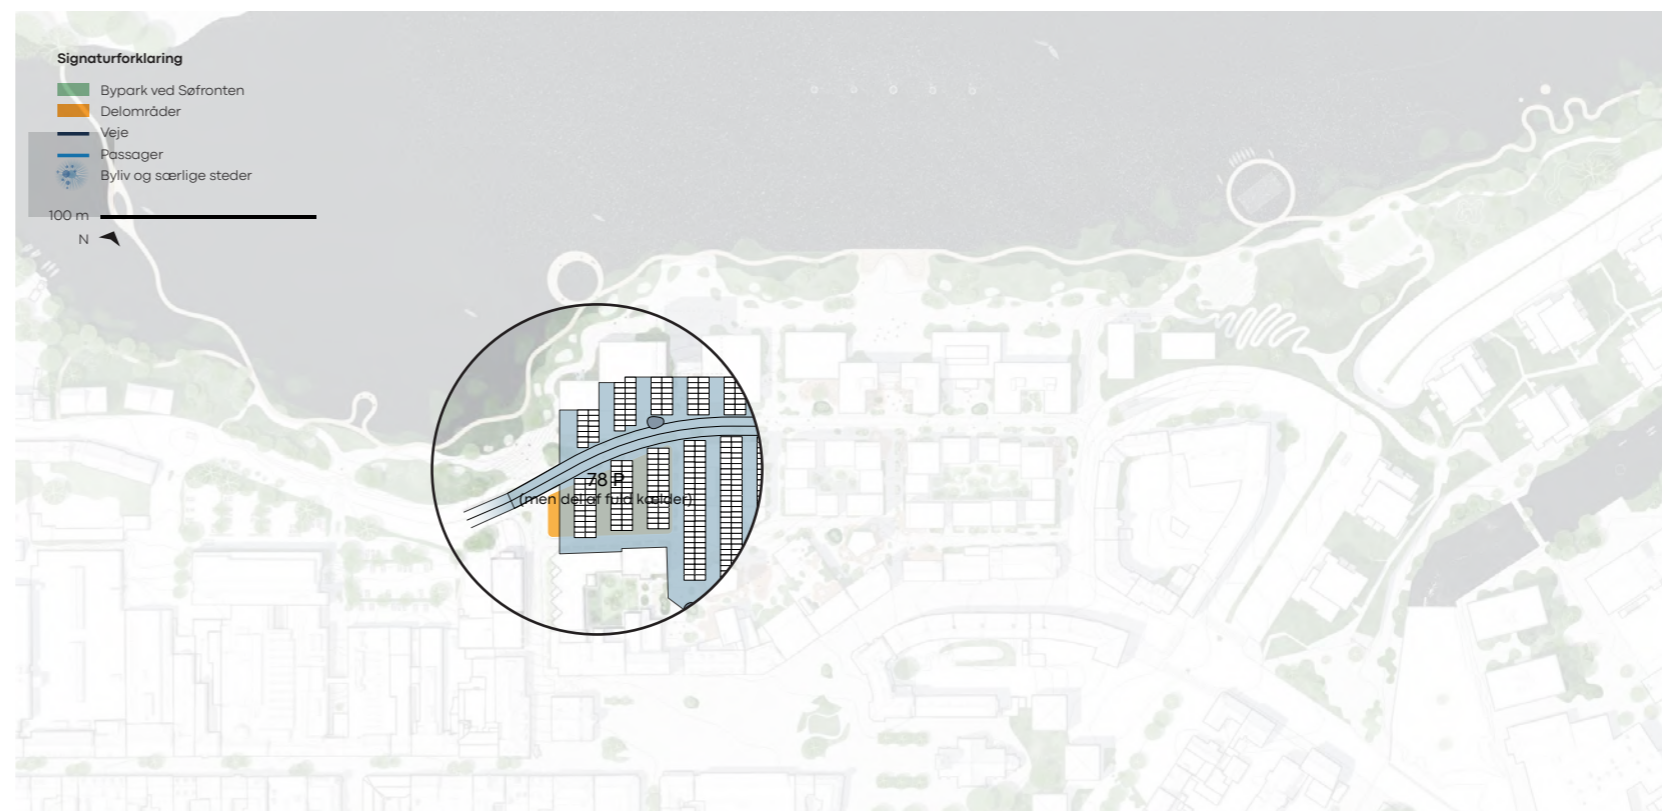 Signaturforklaring
Bypark ved Søfronten
Delområder
Veje
Passager
Byliv og særlige steder
100 m
N
78 P
(men del af fuld kælder)